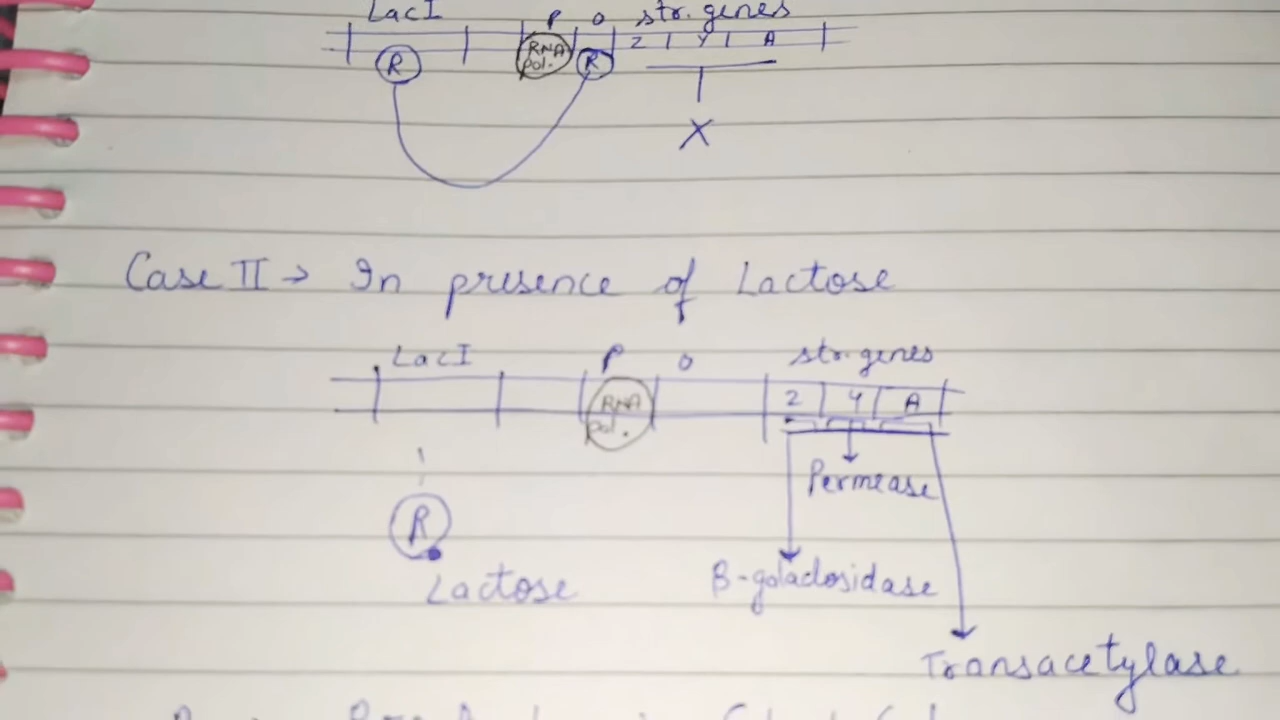 LacI P O str. genes
RNA Z Y A
R Pol. R
X
Case II → In presence of Lactose
LacI P O str. genes
RNA Z Y A
Pol.
Permease
R
B-galactosidase
Lactose
Transacetylase